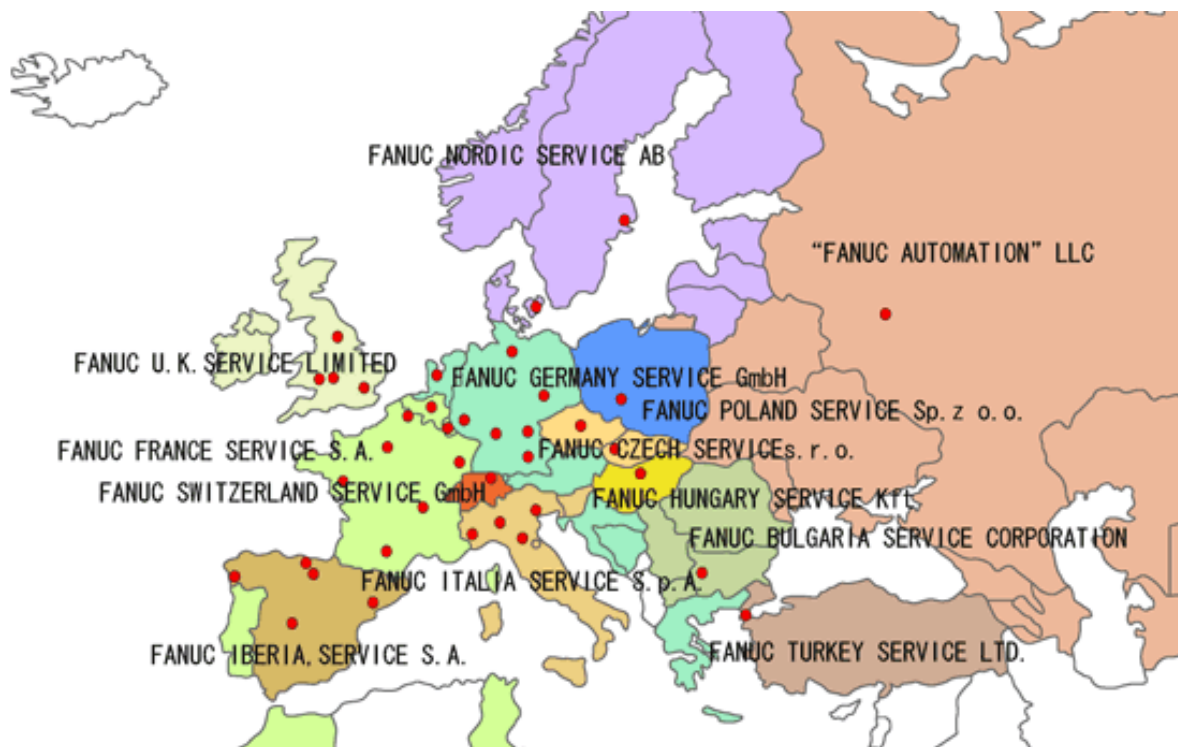 FANUC NORDIC SERVICE AB
“FANUC AUTOMATION” LLC
FANUC U.K.SERVICE LIMITED
FANUC GERMANY SERVICE GmbH
FANUC POLAND SERVICE Sp.z o.o.
FANUC FRANCE SERVICE S.A.
FANUC CZECH SERVICEs.r.o.
FANUC SWITZERLAND SERVICE GmbH
FANUC HUNGARY SERVICE Kft
FANUC BULGARIA SERVICE CORPORATION
FANUC ITALIA SERVICE S.p.A.
FANUC IBERIA,SERVICE S.A.
FANUC TURKEY SERVICE LTD.